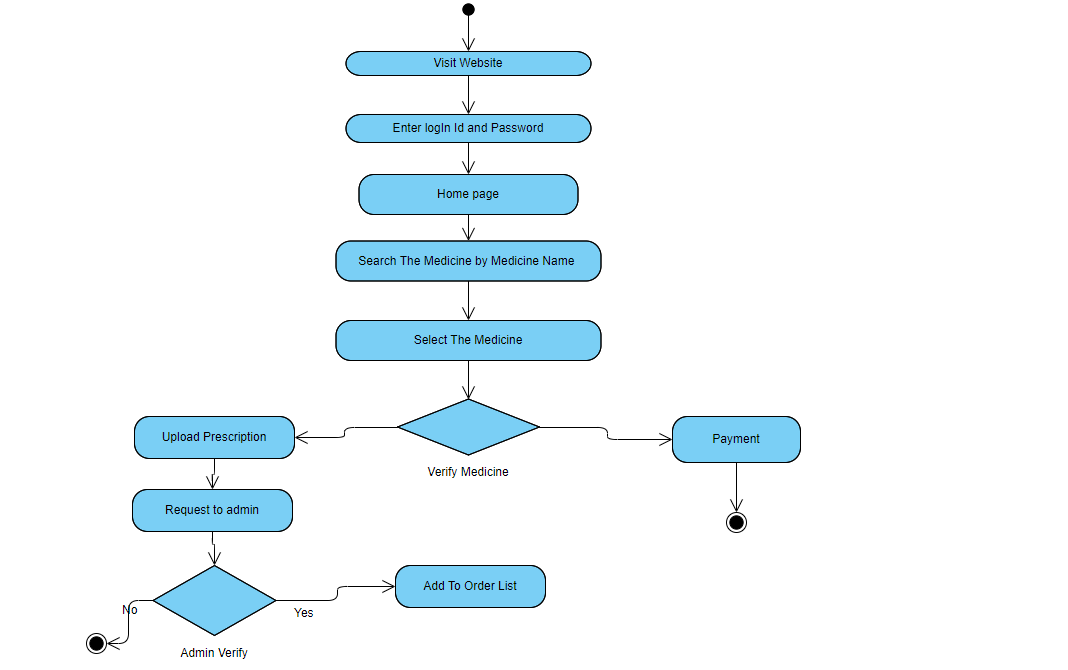 Visit Website
Enter logIn Id and Password
Home page
Search The Medicine by Medicine Name
Select The Medicine
Upload Prescription
Payment
Verify Medicine
Request to admin
Add To Order List
No
Yes
Admin Verify